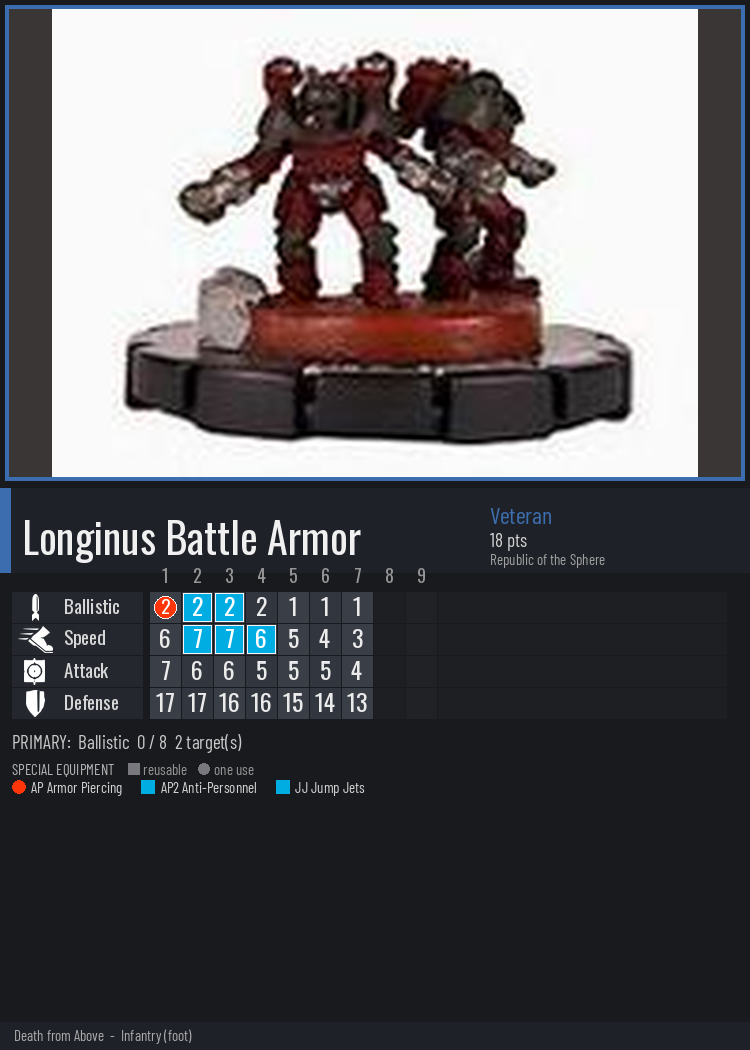 Longinus Battle Armor
Veteran
18 pts
Republic of the Sphere
1 2 3 4 5 6 7 8 9
Ballistic 2 2 2 2 1 1 1
Speed 6 7 7 6 5 4 3
Attack 7 6 6 5 5 5 4
Defense 17 17 16 16 15 14 13
PRIMARY: Ballistic 0 / 8 2 target(s)
SPECIAL EQUIPMENT reusable one use
AP Armor Piercing AP2 Anti-Personnel JJ Jump Jets
Death from Above - Infantry (foot)